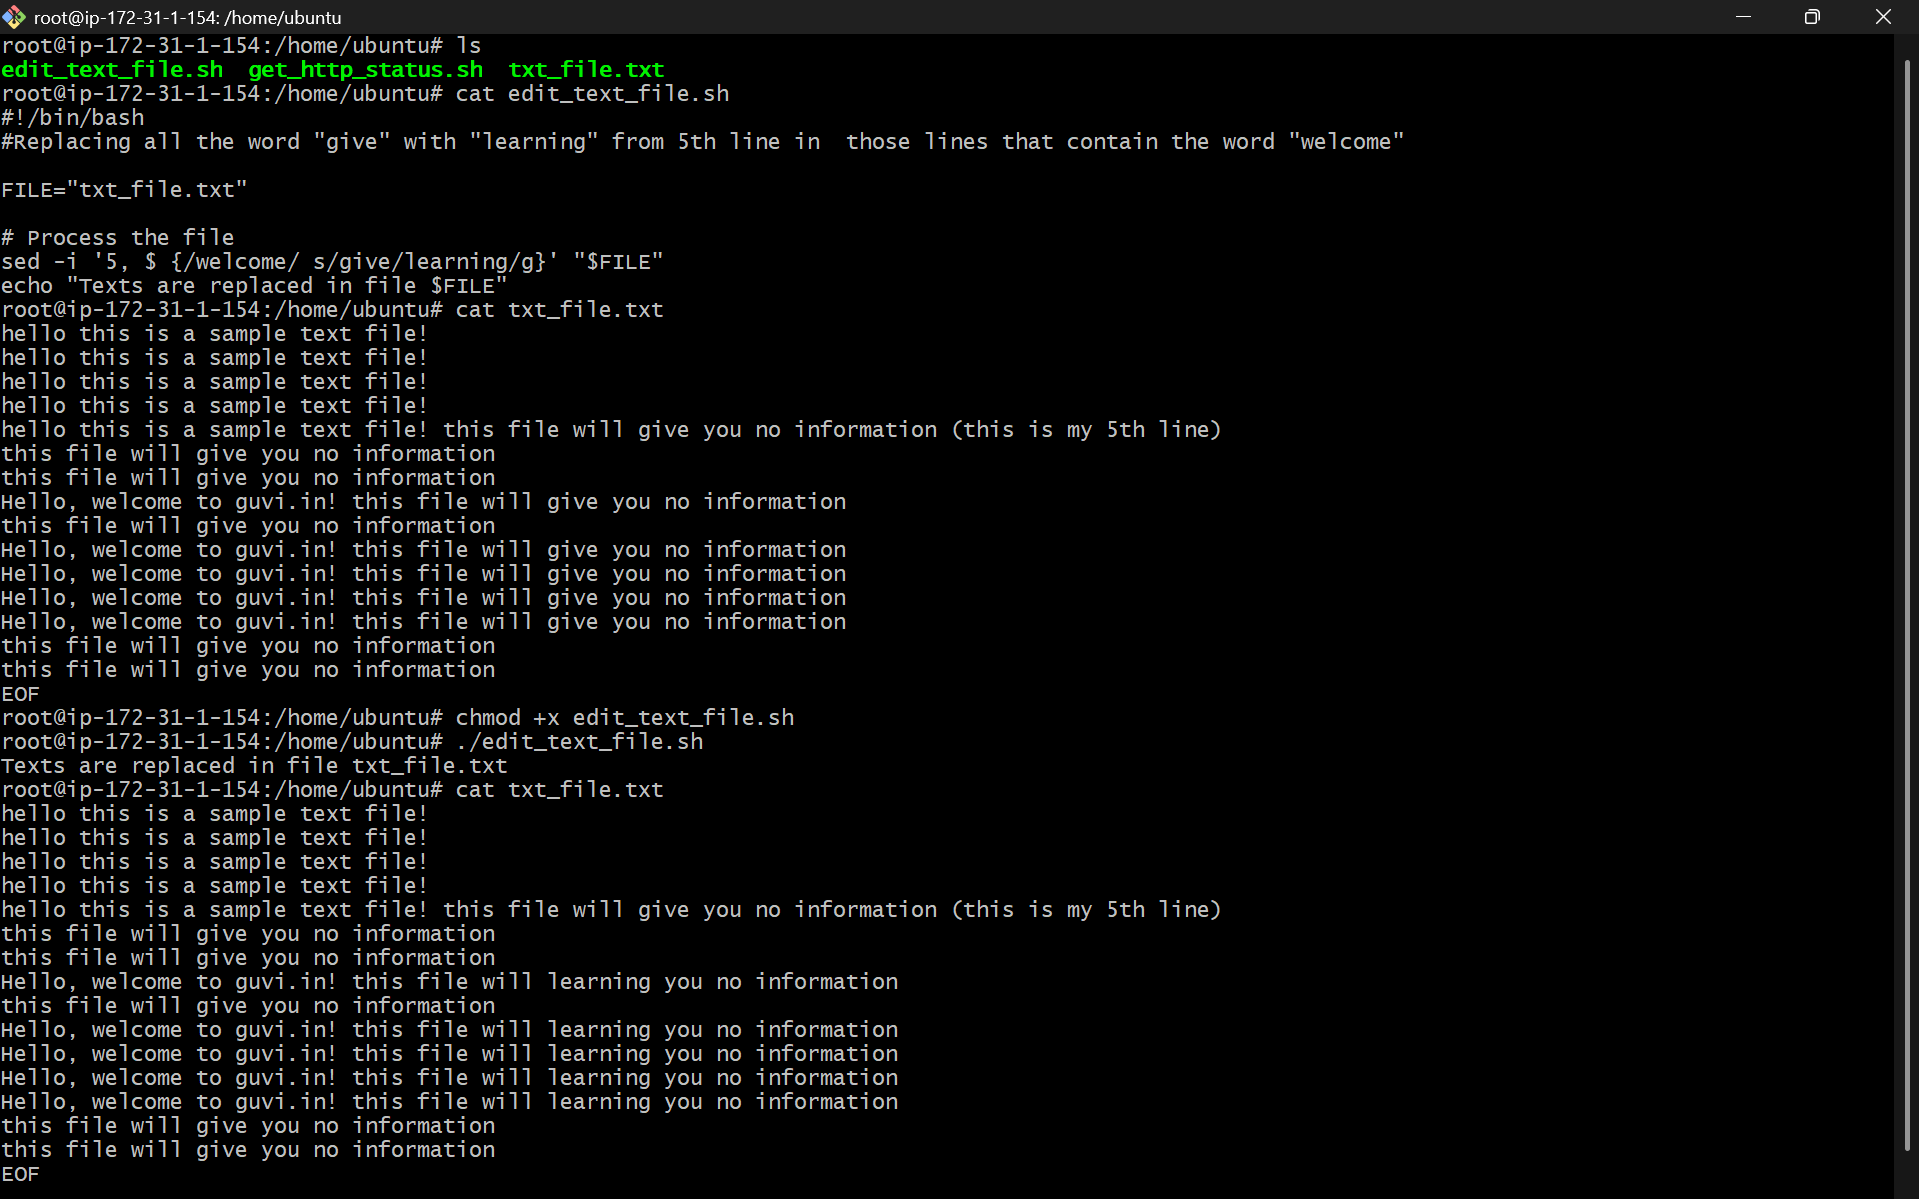 root@ip-172-31-1-154: /home/ubuntu
root@ip-172-31-1-154:/home/ubuntu# ls
edit_text_file.sh  get_http_status.sh  txt_file.txt
root@ip-172-31-1-154:/home/ubuntu# cat edit_text_file.sh
#!/bin/bash
#Replacing all the word "give" with "learning" from 5th line in  those lines that contain the word "welcome"
FILE="txt_file.txt"
# Process the file
sed -i '5, $ {/welcome/ s/give/learning/g}' "$FILE"
echo "Texts are replaced in file $FILE"
root@ip-172-31-1-154:/home/ubuntu# cat txt_file.txt
hello this is a sample text file!
hello this is a sample text file!
hello this is a sample text file!
hello this is a sample text file!
hello this is a sample text file! this file will give you no information (this is my 5th line)
this file will give you no information
this file will give you no information
Hello, welcome to guvi.in! this file will give you no information
this file will give you no information
Hello, welcome to guvi.in! this file will give you no information
Hello, welcome to guvi.in! this file will give you no information
Hello, welcome to guvi.in! this file will give you no information
Hello, welcome to guvi.in! this file will give you no information
this file will give you no information
this file will give you no information
EOF
root@ip-172-31-1-154:/home/ubuntu# chmod +x edit_text_file.sh
root@ip-172-31-1-154:/home/ubuntu# ./edit_text_file.sh
Texts are replaced in file txt_file.txt
root@ip-172-31-1-154:/home/ubuntu# cat txt_file.txt
hello this is a sample text file!
hello this is a sample text file!
hello this is a sample text file!
hello this is a sample text file!
hello this is a sample text file! this file will give you no information (this is my 5th line)
this file will give you no information
this file will give you no information
Hello, welcome to guvi.in! this file will learning you no information
this file will give you no information
Hello, welcome to guvi.in! this file will learning you no information
Hello, welcome to guvi.in! this file will learning you no information
Hello, welcome to guvi.in! this file will learning you no information
Hello, welcome to guvi.in! this file will learning you no information
this file will give you no information
this file will give you no information
EOF